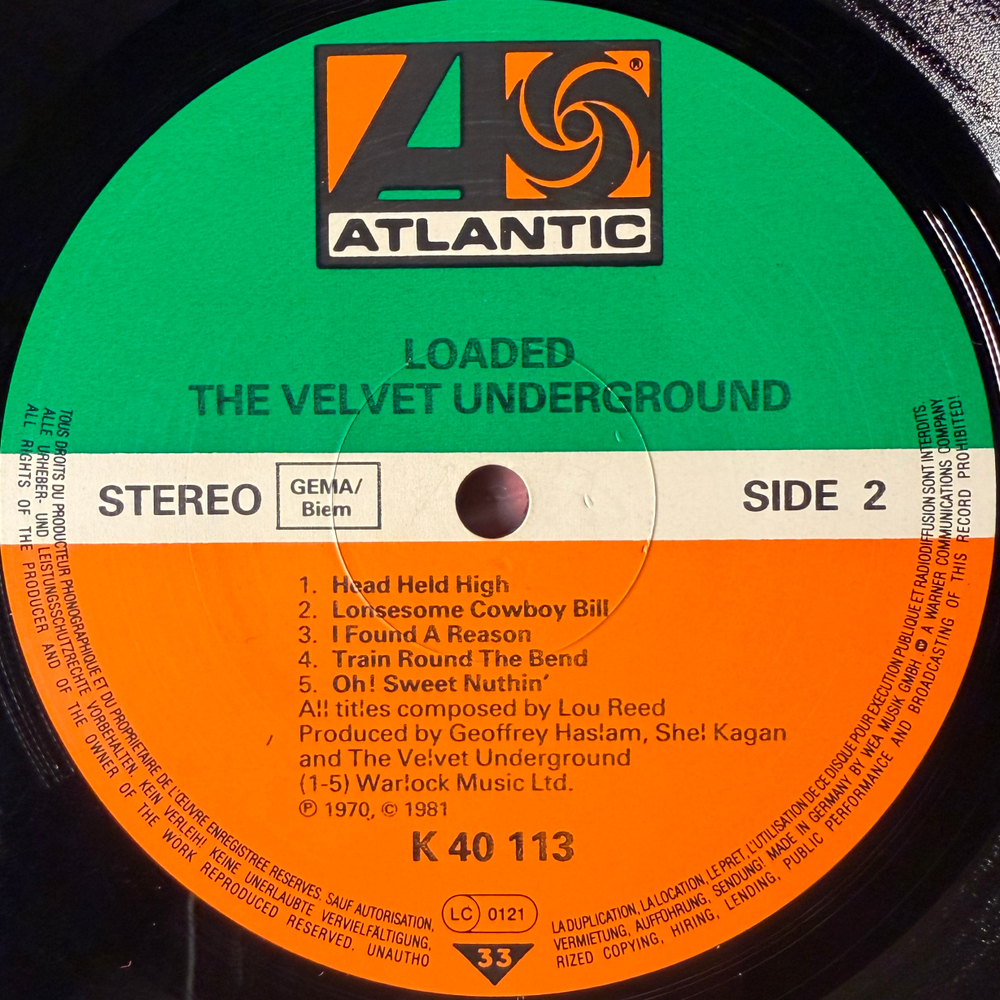 ®
ATLANTIC
LOADED
THE VELVET UNDERGROUND
STEREO
GEMA/
Biem
SIDE 2
1. Head Held High
2. Lonsesome Cowboy Bill
3. I Found A Reason
4. Train Round The Bend
5. Oh! Sweet Nuthin'
All titles composed by Lou Reed
Produced by Geoffrey Haslam, Shel Kagan
and The Velvet Underground
(1-5) Warlock Music Ltd.
℗ 1970, © 1981
K 40 113
LC 0121
33
TOUS DROITS DU PRODUCTEUR PHONOGRAPHIQUE ET DU PROPRIETAIRE DE L'ŒUVRE ENREGISTREE RESERVES. SAUF AUTORISATION, LA DUPLICATION, LA LOCATION, LE PRET, L'UTILISATION DE CE DISQUE POUR EXECUTION PUBLIQUE ET RADIODIFFUSION SONT INTERDITS.
ALLE URHEBER- UND LEISTUNGSSCHUTZRECHTE VORBEHALTEN. KEIN VERLEIH! KEINE UNERLAUBTE VERVIELFÄLTIGUNG, VERMIETUNG, AUFFÜHRUNG, SENDUNG! MADE IN GERMANY BY WEA MUSIK GMBH A WARNER COMMUNICATIONS COMPANY
ALL RIGHTS OF THE PRODUCER AND OF THE OWNER OF THE WORK REPRODUCED RESERVED. UNAUTHORIZED COPYING, HIRING, LENDING, PUBLIC PERFORMANCE AND BROADCASTING OF THIS RECORD PROHIBITED!